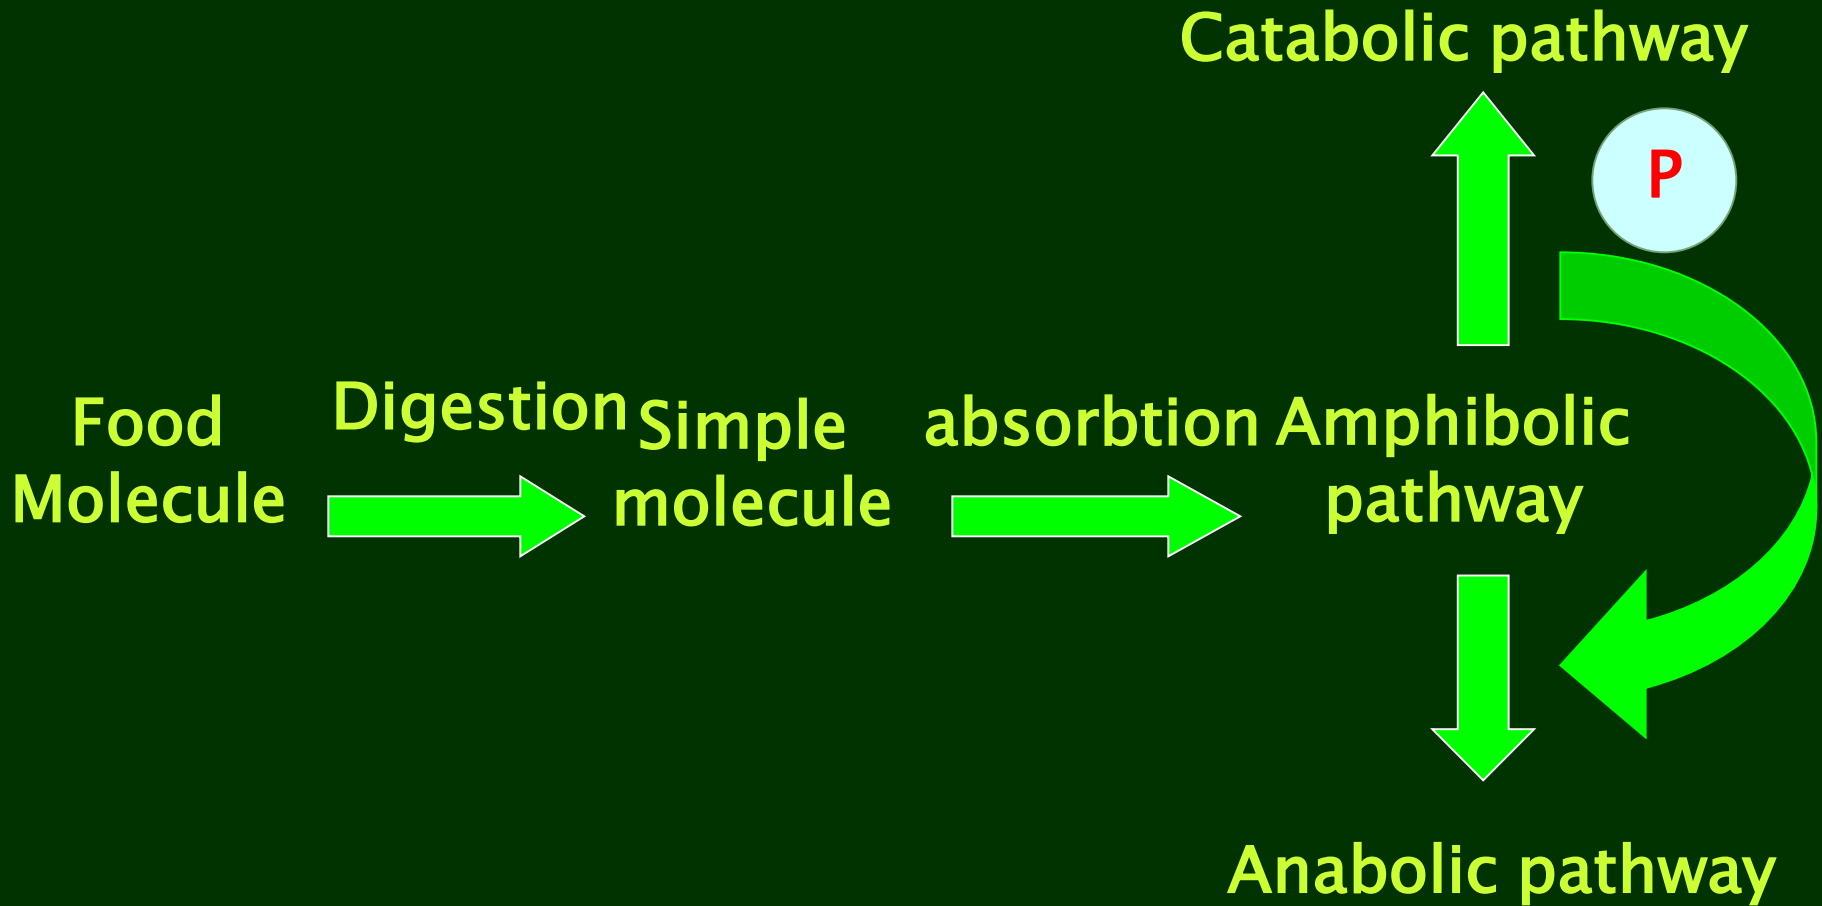 Catabolic pathway
P
Food
Molecule
Digestion
Simple
molecule
absorbtion
Amphibolic
pathway
Anabolic pathway